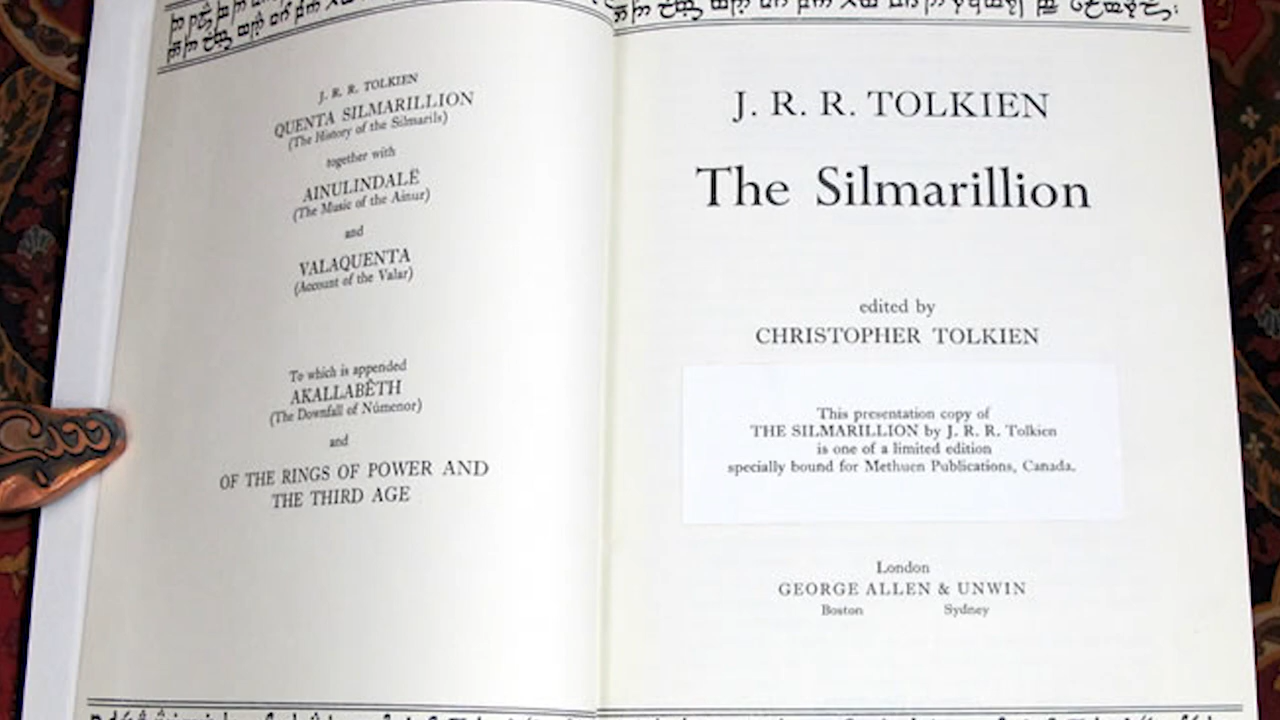 J. R. R. TOLKIEN
QUENTA SILMARILLION
(The History of the Silmarils)
together with
AINULINDALË
(The Music of the Ainur)
and
VALAQUENTA
(Account of the Valar)
To which is appended
AKALLABÊTH
(The Downfall of Númenor)
and
OF THE RINGS OF POWER AND
THE THIRD AGE
J. R. R. TOLKIEN
The Silmarillion
edited by
CHRISTOPHER TOLKIEN
This presentation copy of
THE SILMARILLION by J. R. R. Tolkien
is one of a limited edition
specially bound for Methuen Publications, Canada.
London
GEORGE ALLEN & UNWIN
Boston Sydney